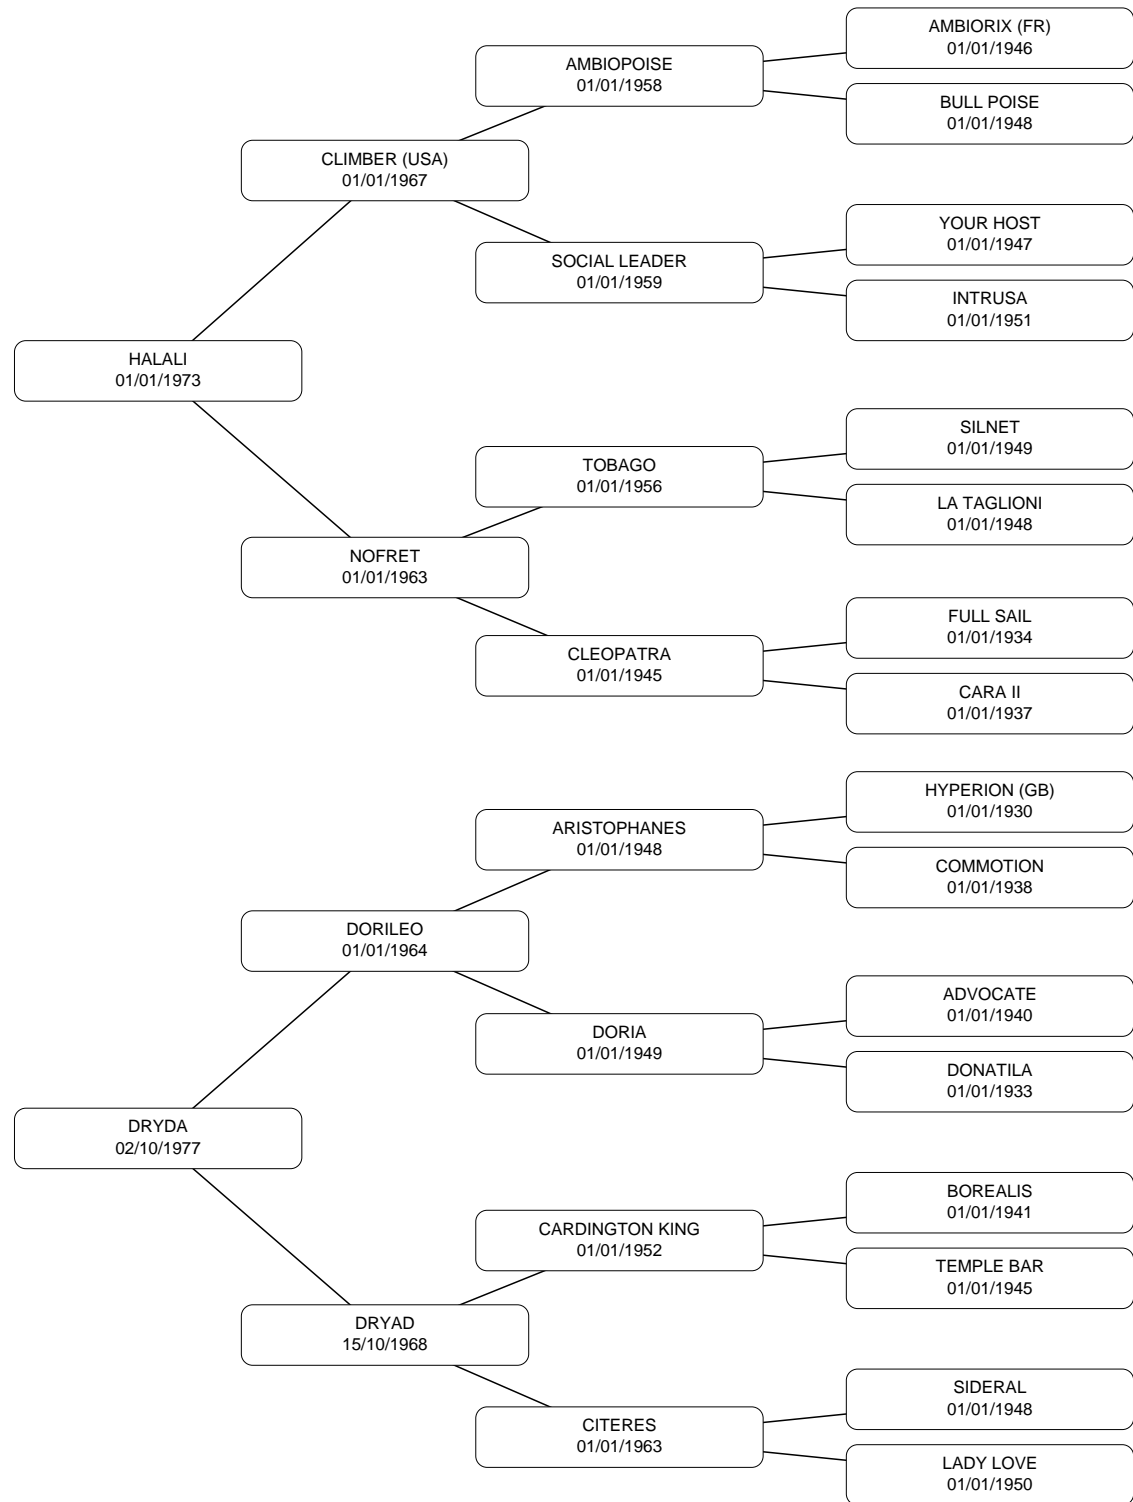 AMBIORIX (FR)
01/01/1946
AMBIOPOISE
01/01/1958
BULL POISE
01/01/1948
CLIMBER (USA)
01/01/1967
YOUR HOST
01/01/1947
SOCIAL LEADER
01/01/1959
INTRUSA
01/01/1951
HALALI
01/01/1973
SILNET
01/01/1949
TOBAGO
01/01/1956
LA TAGLIONI
01/01/1948
NOFRET
01/01/1963
FULL SAIL
01/01/1934
CLEOPATRA
01/01/1945
CARA II
01/01/1937
HYPERION (GB)
01/01/1930
ARISTOPHANES
01/01/1948
COMMOTION
01/01/1938
DORILEO
01/01/1964
ADVOCATE
01/01/1940
DORIA
01/01/1949
DONATILA
01/01/1933
DRYDA
02/10/1977
BOREALIS
01/01/1941
CARDINGTON KING
01/01/1952
TEMPLE BAR
01/01/1945
DRYAD
15/10/1968
SIDERAL
01/01/1948
CITERES
01/01/1963
LADY LOVE
01/01/1950